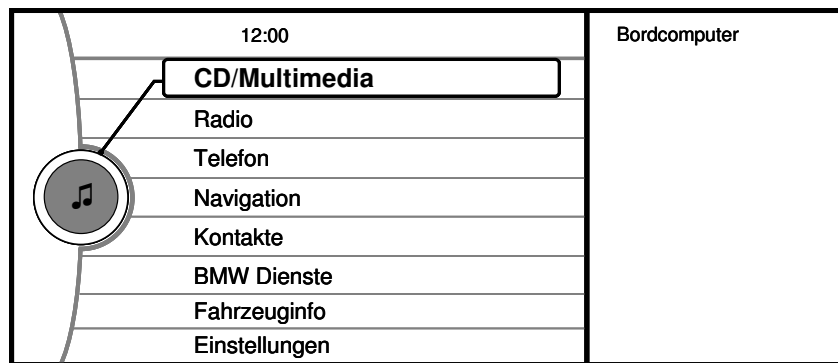 12:00
CD/Multimedia
Radio
Telefon
Navigation
Kontakte
BMW Dienste
Fahrzeuginfo
Einstellungen
Bordcomputer